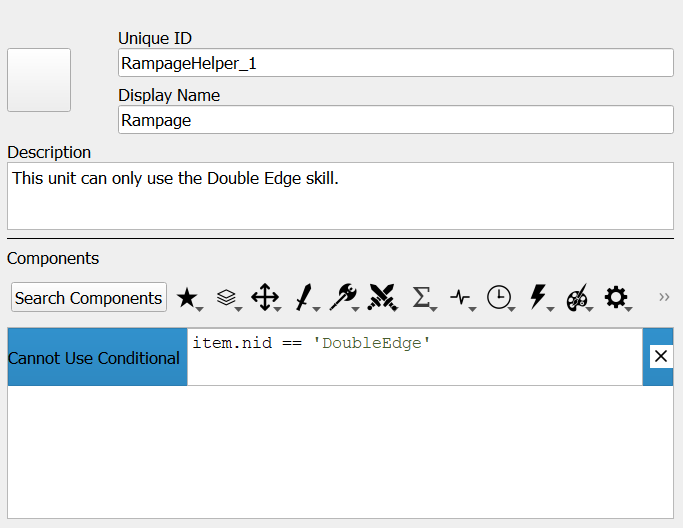 Unique ID
RampageHelper_1
Display Name
Rampage
Description
This unit can only use the Double Edge skill.
Components
Search Components
Cannot Use Conditional
item.nid == 'DoubleEdge'